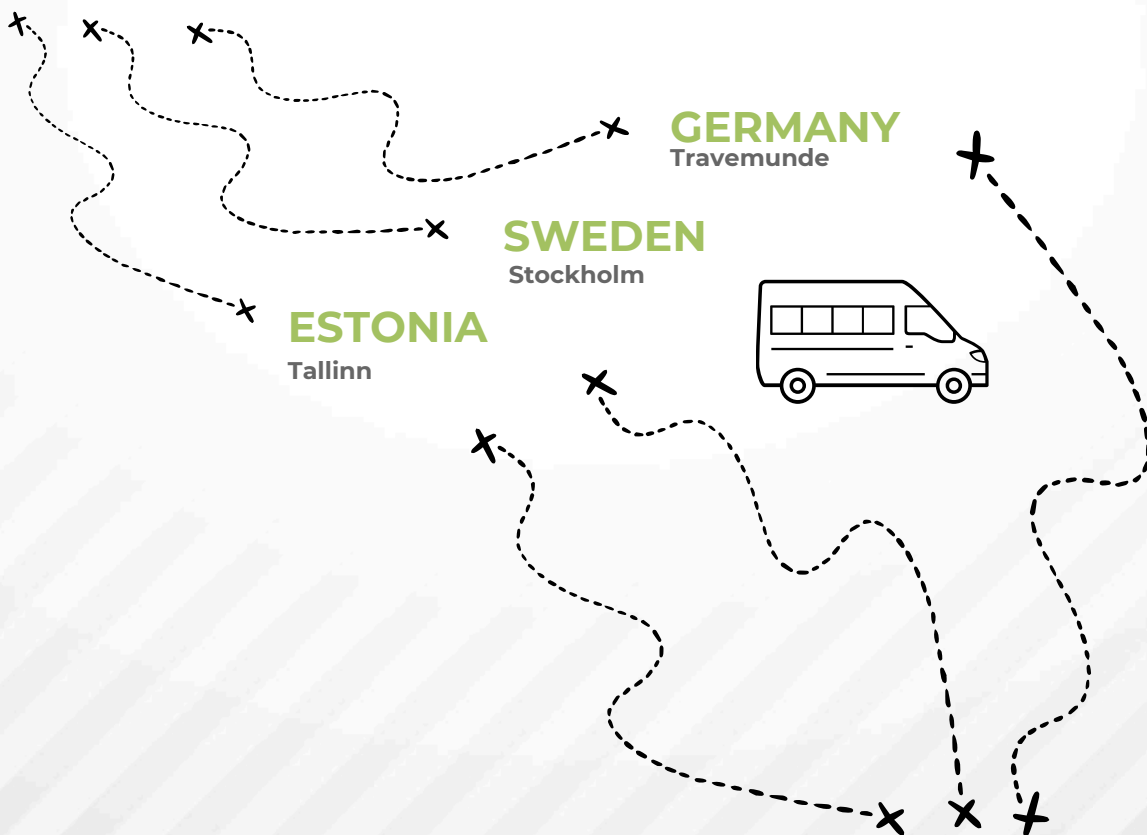 GERMANY
Travemunde
SWEDEN
Stockholm
ESTONIA
Tallinn